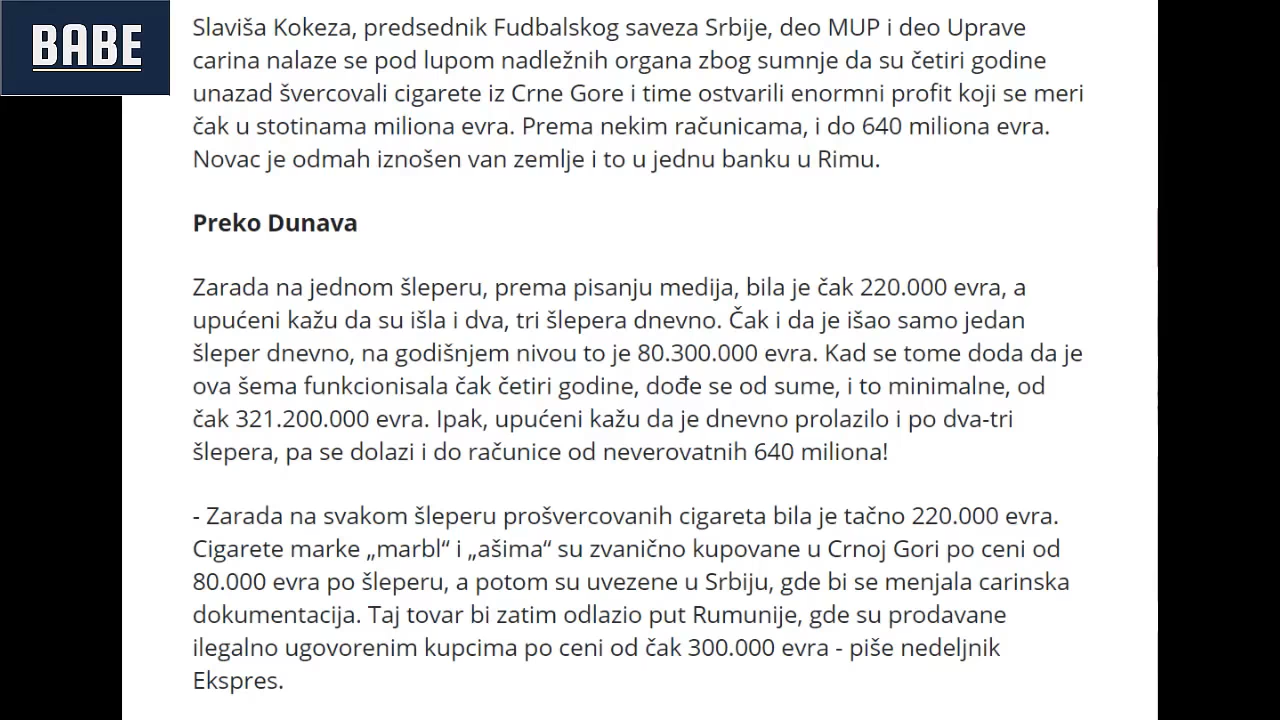 BABE
Slaviša Kokeza, predsednik Fudbalskog saveza Srbije, deo MUP i deo Uprave
carina nalaze se pod lupom nadležnih organa zbog sumnje da su četiri godine
unazad švercovali cigarete iz Crne Gore i time ostvarili enormni profit koji se meri
čak u stotinama miliona evra. Prema nekim računicama, i do 640 miliona evra.
Novac je odmah iznošen van zemlje i to u jednu banku u Rimu.
Preko Dunava
Zarada na jednom šleperu, prema pisanju medija, bila je čak 220.000 evra, a
upućeni kažu da su išla i dva, tri šlepera dnevno. Čak i da je išao samo jedan
šleper dnevno, na godišnjem nivou to je 80.300.000 evra. Kad se tome doda da je
ova šema funkcionisala čak četiri godine, dođe se od sume, i to minimalne, od
čak 321.200.000 evra. Ipak, upućeni kažu da je dnevno prolazilo i po dva-tri
šlepera, pa se dolazi i do računice od neverovatnih 640 miliona!
- Zarada na svakom šleperu prošvercovanih cigareta bila je tačno 220.000 evra.
Cigarete marke „marbl“ i „ašima“ su zvanično kupovane u Crnoj Gori po ceni od
80.000 evra po šleperu, a potom su uvezene u Srbiju, gde bi se menjala carinska
dokumentacija. Taj tovar bi zatim odlazio put Rumunije, gde su prodavane
ilegalno ugovorenim kupcima po ceni od čak 300.000 evra - piše nedeljnik
Ekspres.